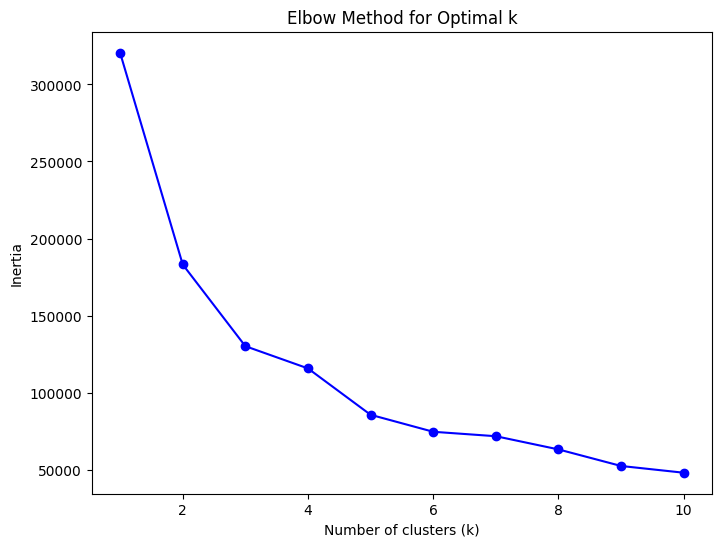 Elbow Method for Optimal k
300000
250000
200000
150000
100000
50000
Inertia
2 4 6 8 10
Number of clusters (k)